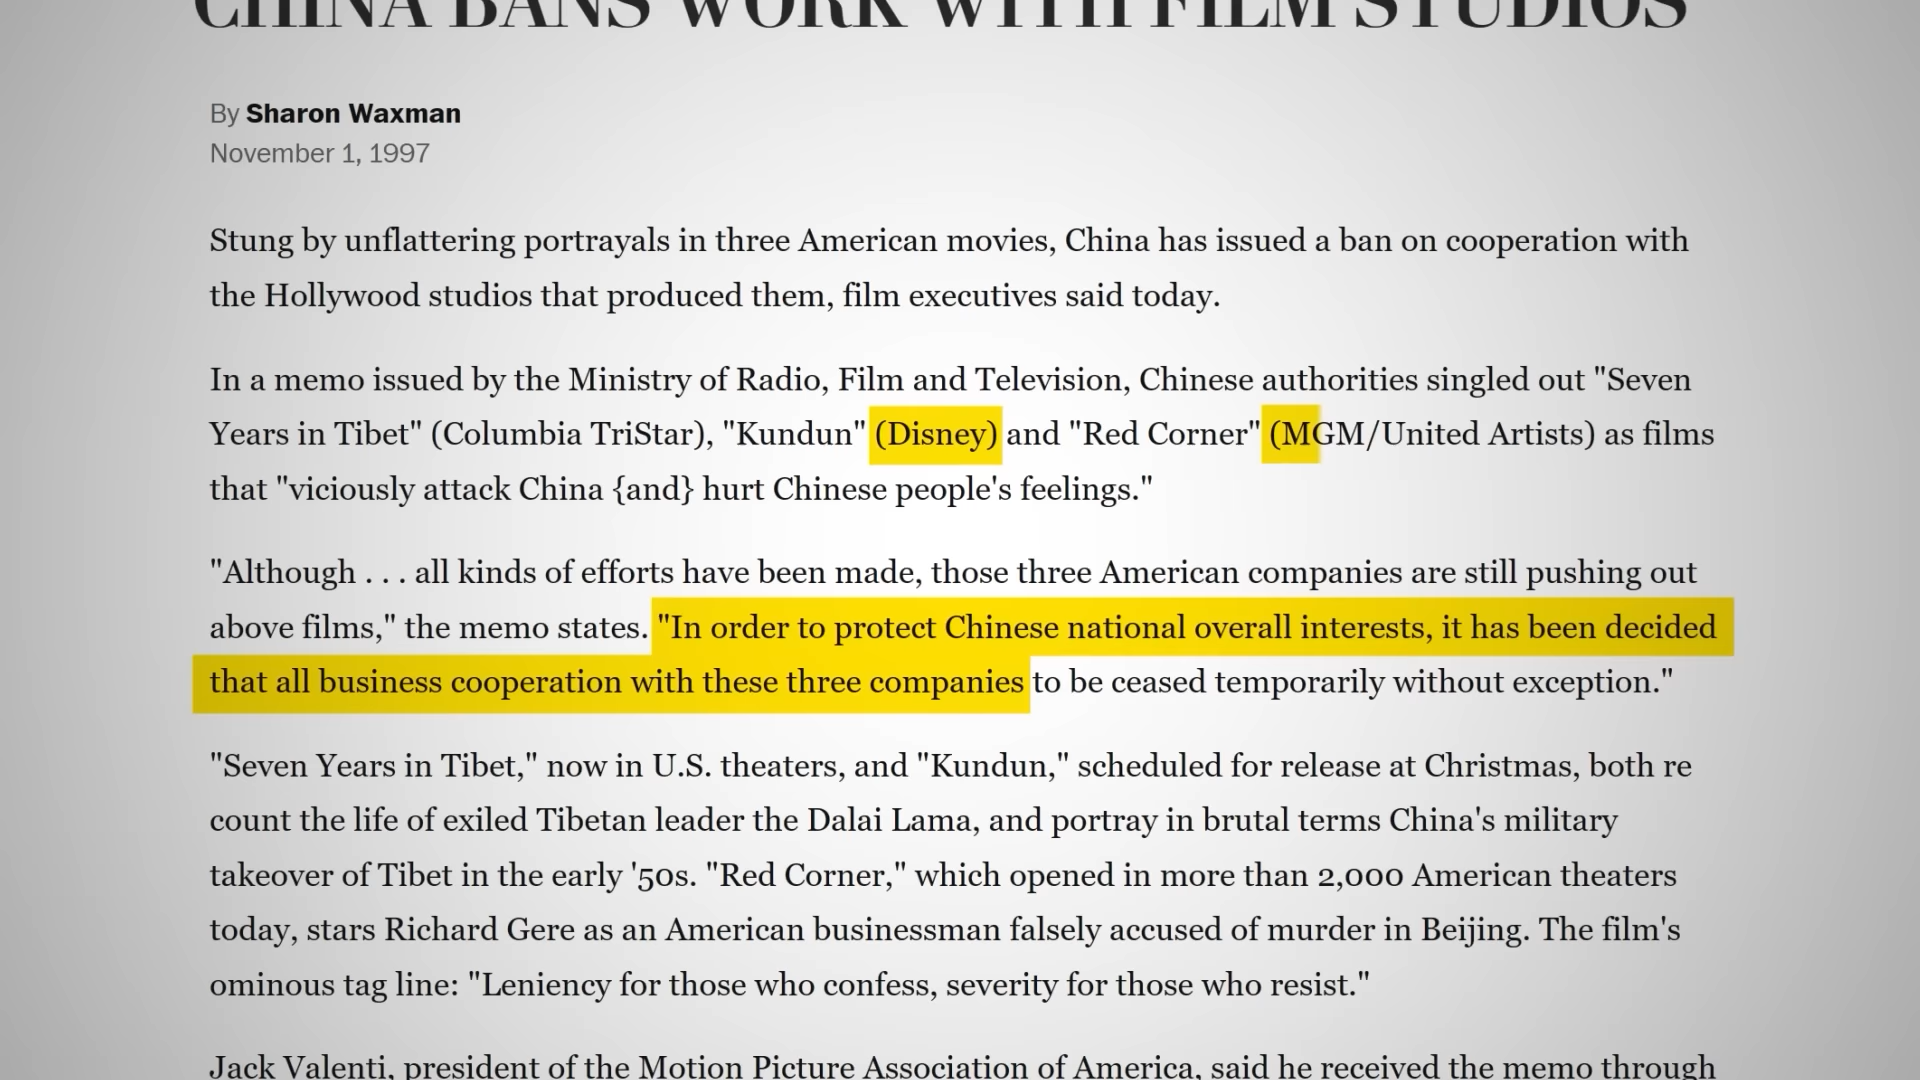 CHINA BANS WORK WITH FILM STUDIOS
By Sharon Waxman
November 1, 1997
Stung by unflattering portrayals in three American movies, China has issued a ban on cooperation with
the Hollywood studios that produced them, film executives said today.
In a memo issued by the Ministry of Radio, Film and Television, Chinese authorities singled out "Seven
Years in Tibet" (Columbia TriStar), "Kundun" (Disney) and "Red Corner" (MGM/United Artists) as films
that "viciously attack China {and} hurt Chinese people's feelings."
"Although . . . all kinds of efforts have been made, those three American companies are still pushing out
above films," the memo states. "In order to protect Chinese national overall interests, it has been decided
that all business cooperation with these three companies to be ceased temporarily without exception."
"Seven Years in Tibet," now in U.S. theaters, and "Kundun," scheduled for release at Christmas, both re
count the life of exiled Tibetan leader the Dalai Lama, and portray in brutal terms China's military
takeover of Tibet in the early '50s. "Red Corner," which opened in more than 2,000 American theaters
today, stars Richard Gere as an American businessman falsely accused of murder in Beijing. The film's
ominous tag line: "Leniency for those who confess, severity for those who resist."
Jack Valenti, president of the Motion Picture Association of America, said he received the memo through